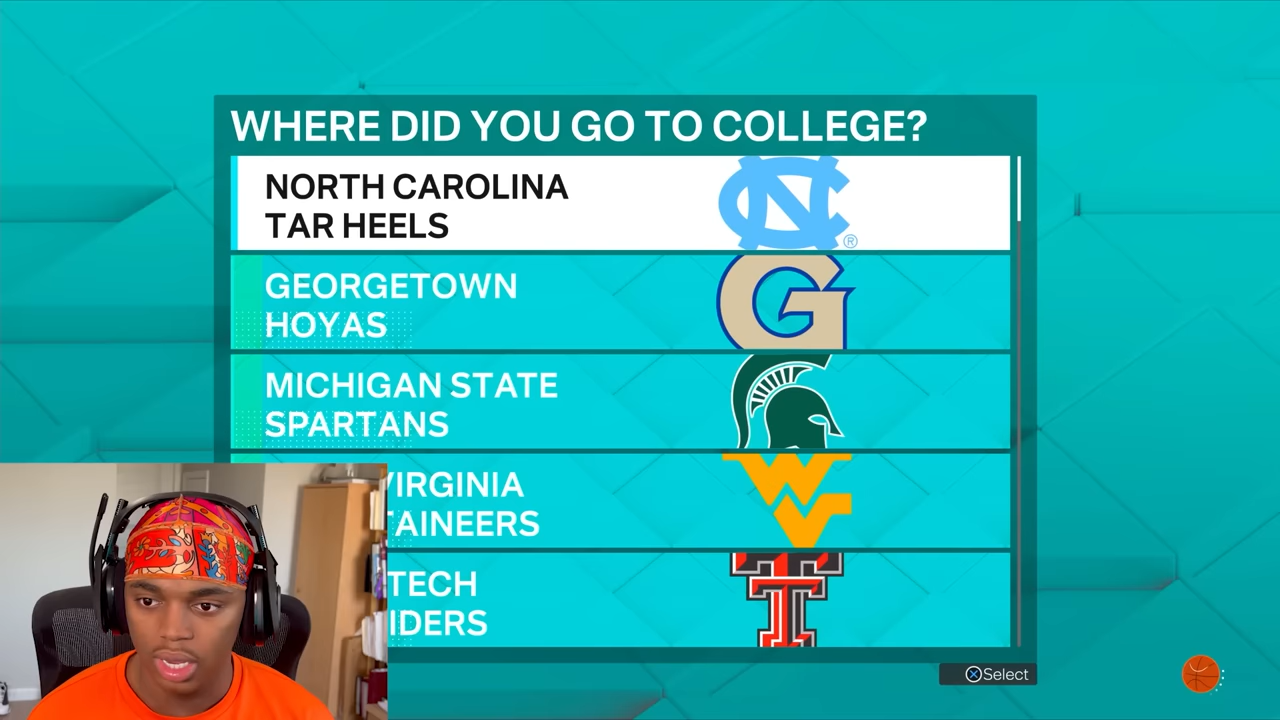 WHERE DID YOU GO TO COLLEGE?
NORTH CAROLINA
TAR HEELS
GEORGETOWN
HOYAS
MICHIGAN STATE
SPARTANS
VIRGINIA
TAINEERS
TECH
IDERS
Select